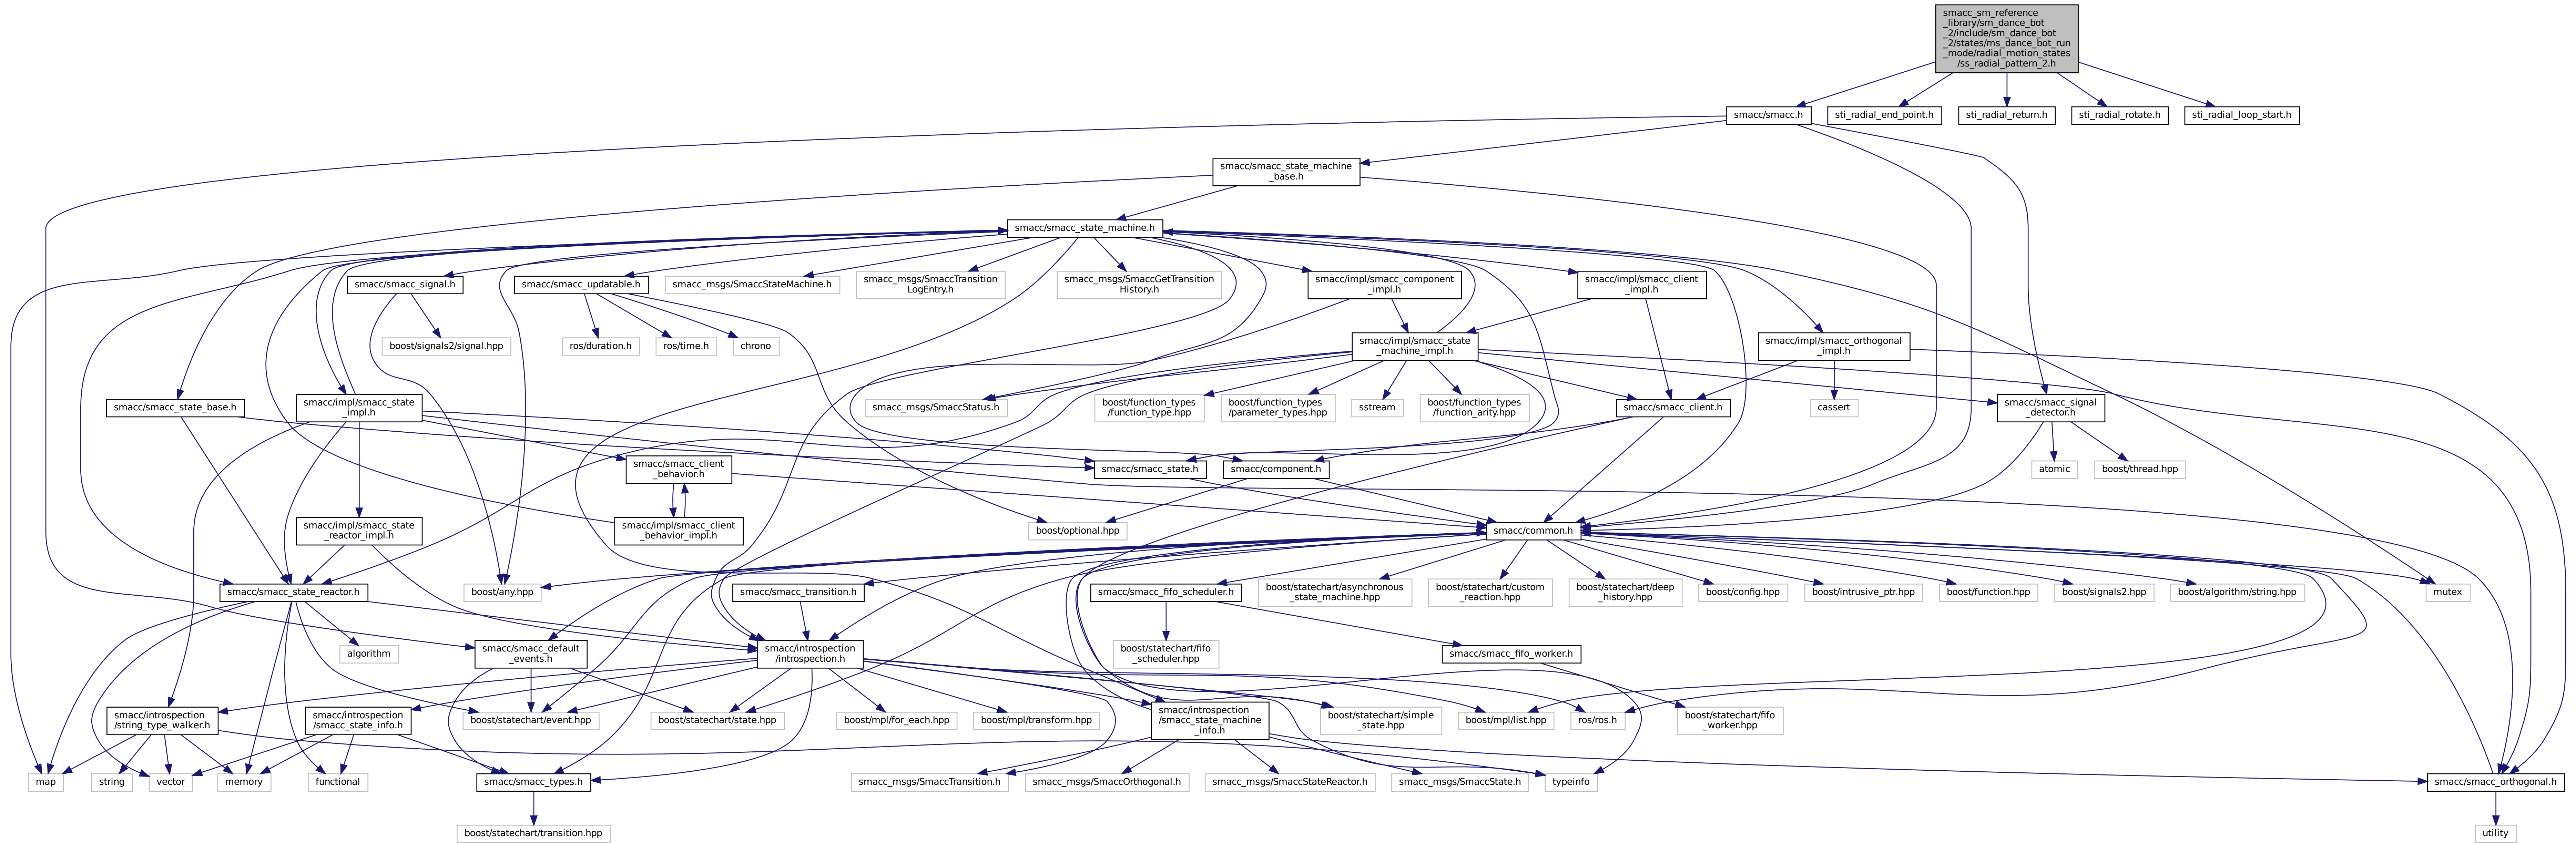 smacc_sm_reference
_library/sm_dance_bot
_2/include/sm_dance_bot
_2/states/ms_dance_bot_run
_mode/radial_motion_states
/ss_radial_pattern_2.h
smacc/smacc.h
sti_radial_end_point.h
sti_radial_return.h
sti_radial_rotate.h
sti_radial_loop_start.h
smacc/smacc_state_machine
_base.h
smacc/smacc_state_machine.h
smacc/smacc_signal.h
smacc/smacc_updatable.h
smacc_msgs/SmaccStateMachine.h
smacc_msgs/SmaccTransition
LogEntry.h
smacc_msgs/SmaccGetTransition
History.h
smacc/impl/smacc_component
_impl.h
smacc/impl/smacc_client
_impl.h
boost/signals2/signal.hpp
ros/duration.h
ros/time.h
chrono
smacc/impl/smacc_state
_machine_impl.h
smacc/impl/smacc_orthogonal
_impl.h
smacc/smacc_state_base.h
smacc/impl/smacc_state
_impl.h
smacc_msgs/SmaccStatus.h
boost/function_types
/function_type.hpp
boost/function_types
/parameter_types.hpp
sstream
boost/function_types
/function_arity.hpp
smacc/smacc_client.h
cassert
smacc/smacc_signal
_detector.h
smacc/smacc_client
_behavior.h
smacc/smacc_state.h
smacc/component.h
atomic
boost/thread.hpp
smacc/impl/smacc_state
_reactor_impl.h
smacc/impl/smacc_client
_behavior_impl.h
boost/optional.hpp
smacc/common.h
smacc/smacc_state_reactor.h
boost/any.hpp
smacc/smacc_transition.h
smacc/smacc_fifo_scheduler.h
boost/statechart/asynchronous
_state_machine.hpp
boost/statechart/custom
_reaction.hpp
boost/statechart/deep
_history.hpp
boost/config.hpp
boost/intrusive_ptr.hpp
boost/function.hpp
boost/signals2.hpp
boost/algorithm/string.hpp
mutex
algorithm
smacc/smacc_default
_events.h
smacc/introspection
/introspection.h
boost/statechart/fifo
_scheduler.hpp
smacc/smacc_fifo_worker.h
smacc/introspection
/string_type_walker.h
smacc/introspection
/smacc_state_info.h
boost/statechart/event.hpp
boost/statechart/state.hpp
boost/mpl/for_each.hpp
boost/mpl/transform.hpp
smacc/introspection
/smacc_state_machine
_info.h
boost/statechart/simple
_state.hpp
boost/mpl/list.hpp
ros/ros.h
boost/statechart/fifo
_worker.hpp
map
string
vector
memory
functional
smacc/smacc_types.h
smacc_msgs/SmaccTransition.h
smacc_msgs/SmaccOrthogonal.h
smacc_msgs/SmaccStateReactor.h
smacc_msgs/SmaccState.h
typeinfo
smacc/smacc_orthogonal.h
boost/statechart/transition.hpp
utility